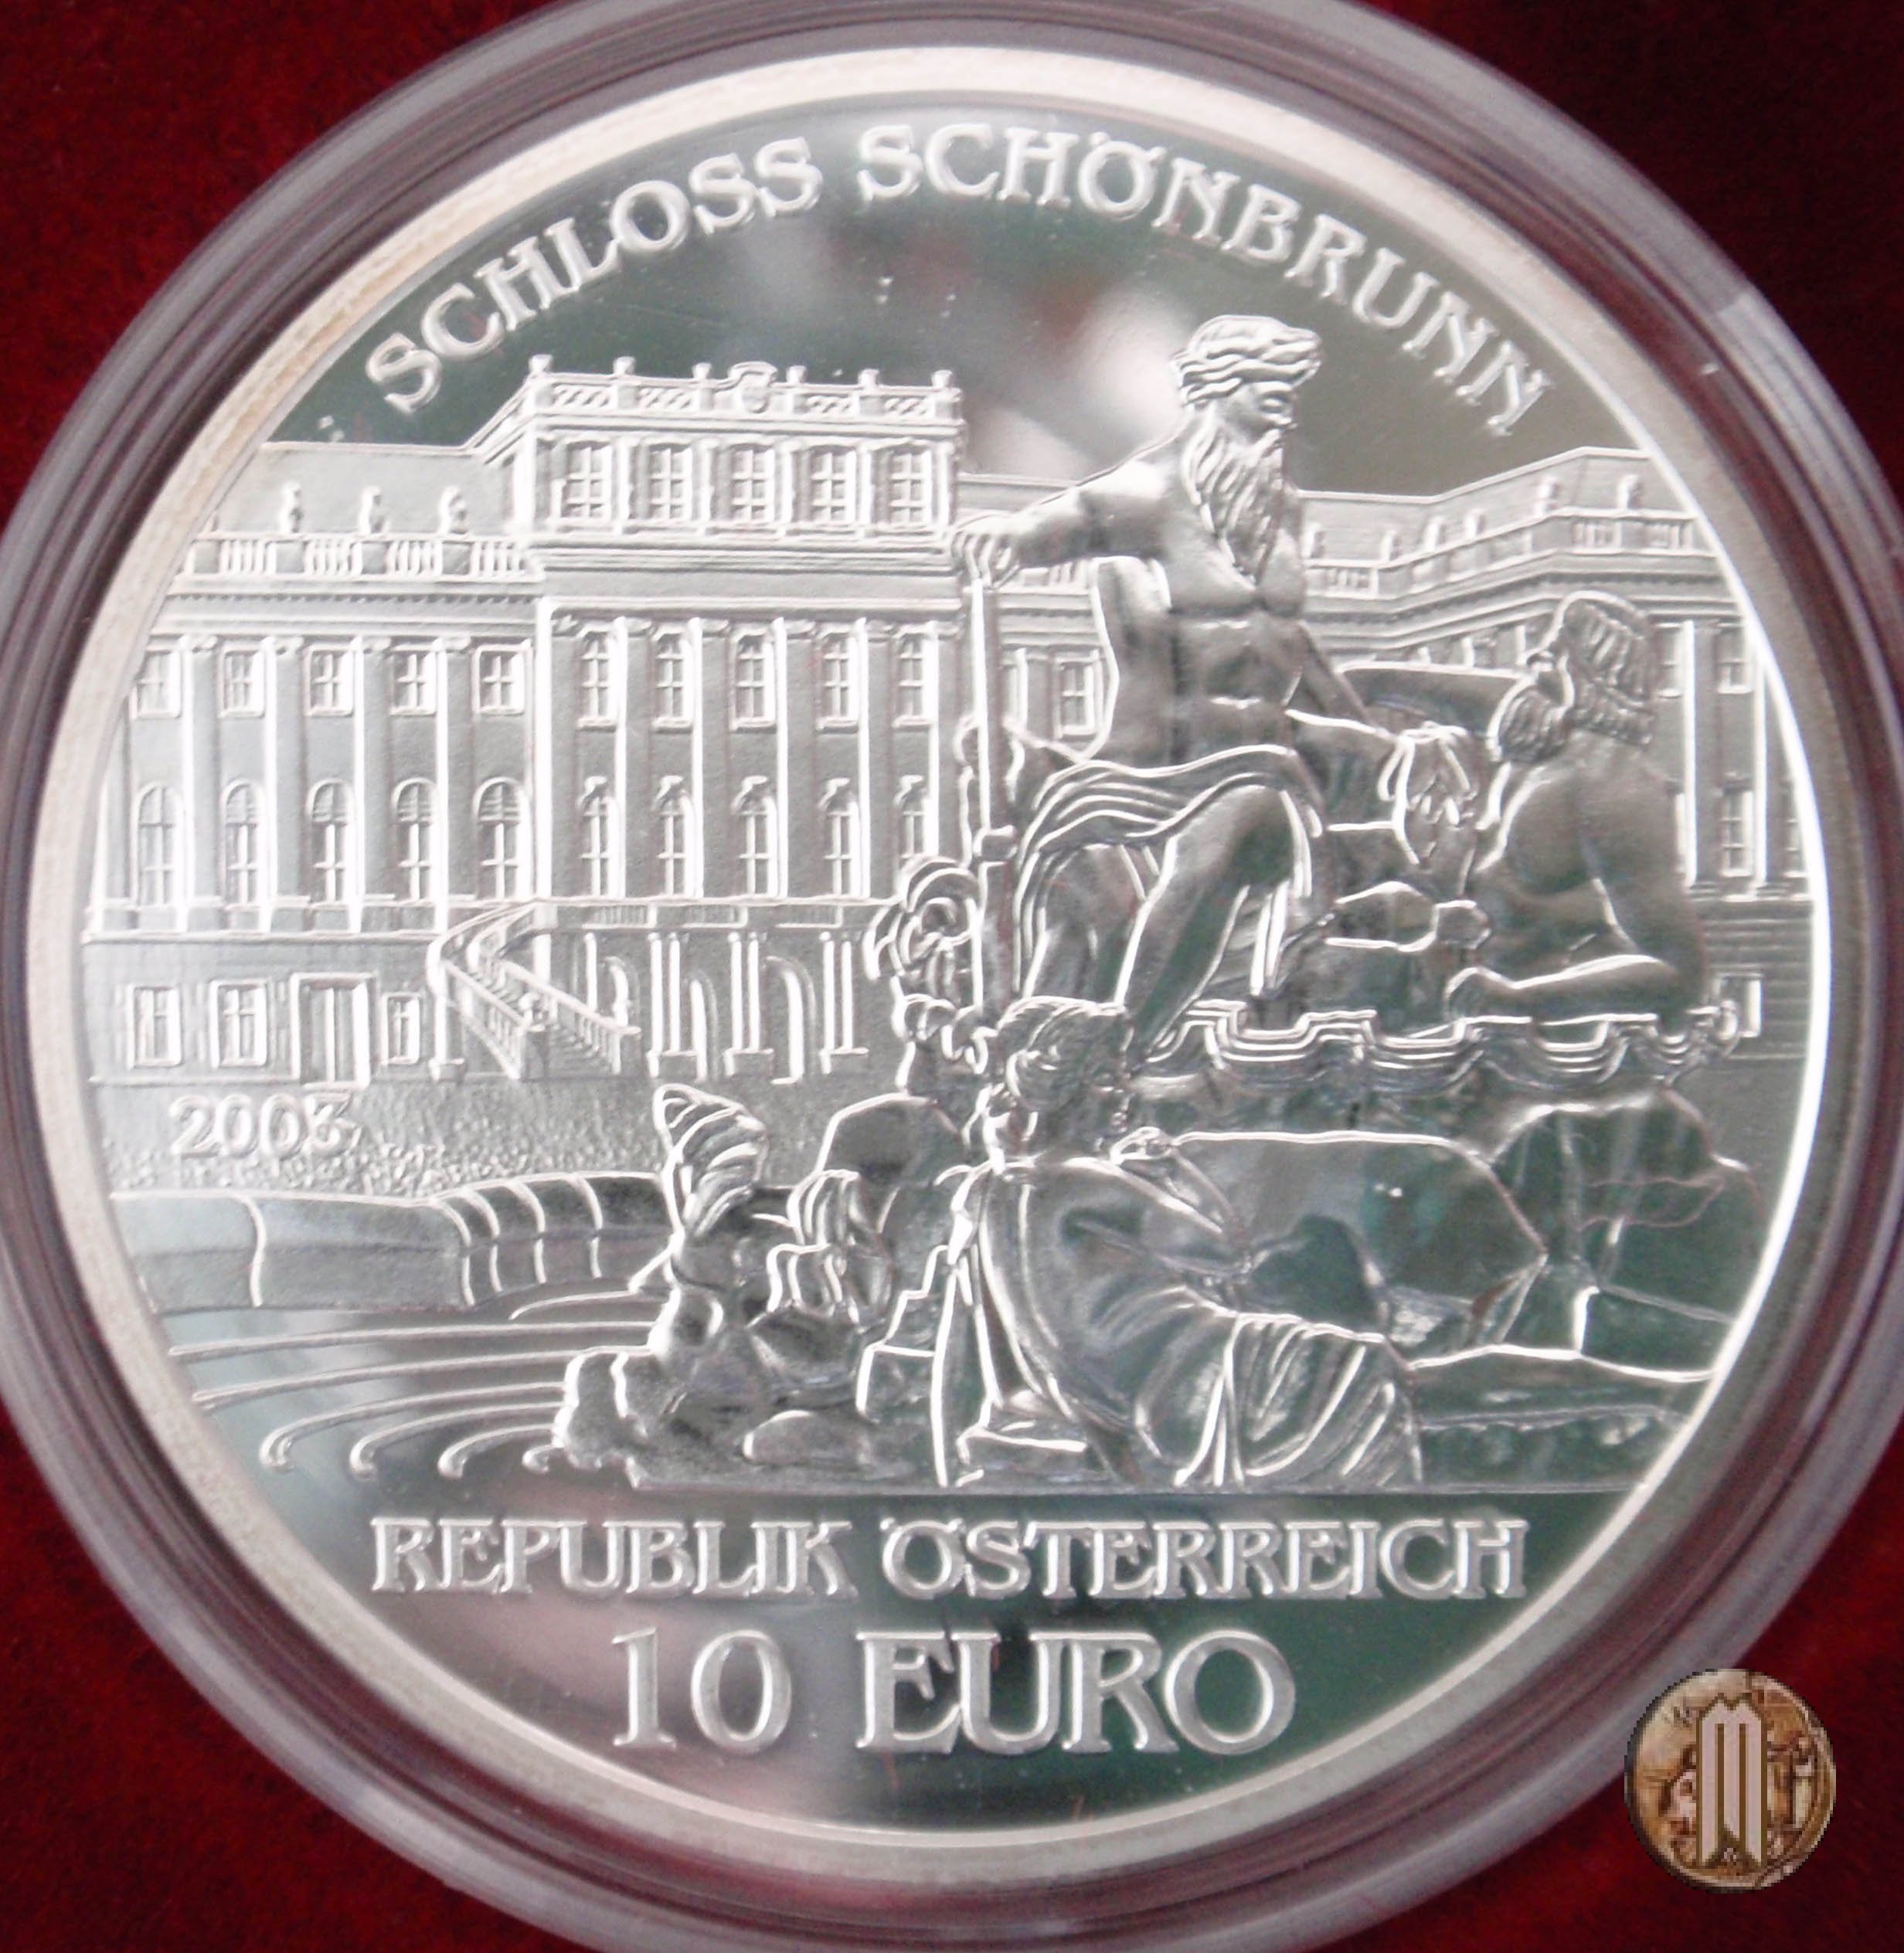 SCHLOSS SCHÖNBRUNN
2003
REPUBLIK ÖSTERREICH
10 EURO
M